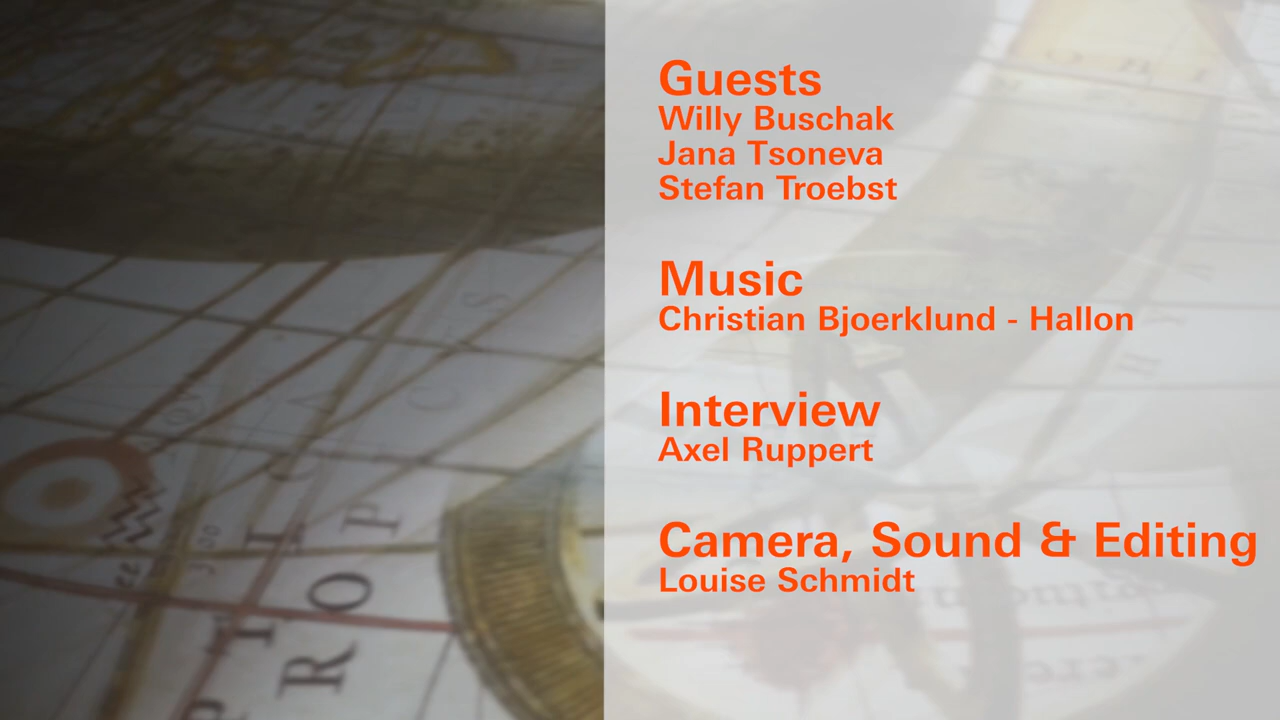 Guests
Willy Buschak
Jana Tsoneva
Stefan Troebst
Music
Christian Bjoerklund - Hallon
Interview
Axel Ruppert
Camera, Sound & Editing
Louise Schmidt